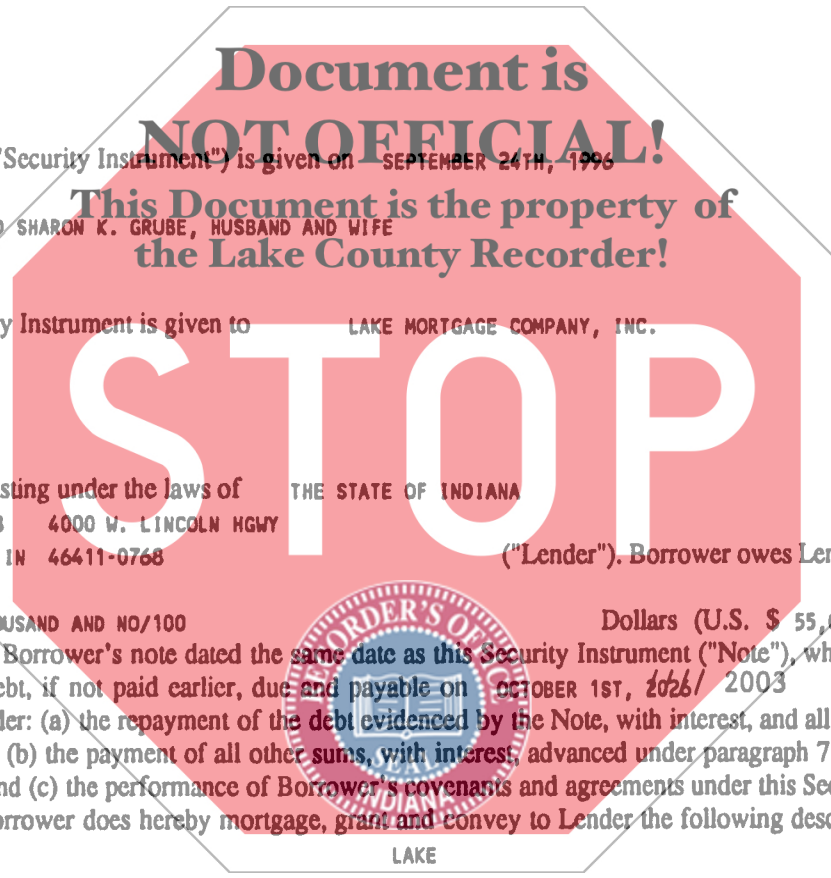 Document is
NOT OFFICIAL!
"Security Instrument") is given on SEPTEMBER 24TH, 1996
This Document is the property of
SHARON K. GRUBE, HUSBAND AND WIFE
the Lake County Recorder!
y Instrument is given to LAKE MORTGAGE COMPANY, INC.
STOP
sting under the laws of THE STATE OF INDIANA
4000 W. LINCOLN HGWY
IN 46411-0768 ("Lender"). Borrower owes Len
USAND AND NO/100 Dollars (U.S. $ 55,
Borrower's note dated the same date as this Security Instrument ("Note"), wh
ebt, if not paid earlier, due and payable on OCTOBER 1ST, 2003
der: (a) the repayment of the debt evidenced by the Note, with interest, and all
(b) the payment of all other sums, with interest, advanced under paragraph 7
nd (c) the performance of Borrower's covenants and agreements under this Sec
orrower does hereby mortgage, grant and convey to Lender the following desc
LAKE
RECORDER'S OFFICE
SEAL
INDIANA